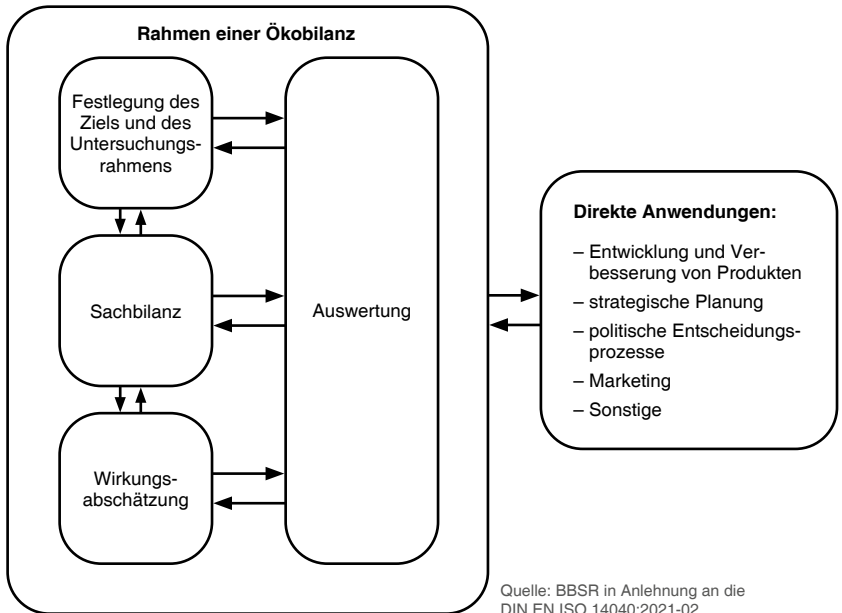 Rahmen einer Ökobilanz
Festlegung des
Ziels und des
Untersuchungs-
rahmens
Sachbilanz
Wirkungs-
abschätzung
Auswertung
Direkte Anwendungen:
– Entwicklung und Ver-
besserung von Produkten
– strategische Planung
– politische Entscheidungs-
prozesse
– Marketing
– Sonstige
Quelle: BBSR in Anlehnung an die
DIN EN ISO 14040:2021-02